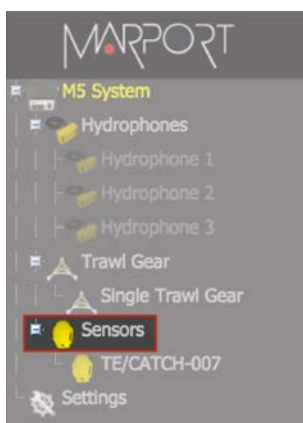 MARPORT
M5 System
Hydrophones
Hydrophone 1
Hydrophone 2
Hydrophone 3
Trawl Gear
Single Trawl Gear
Sensors
TE/CATCH-007
Settings